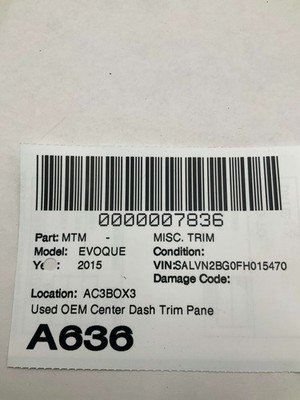 0000007836
Part: MTM - MISC. TRIM
Model: EVOQUE Condition:
Year: 2015 VIN:SALVN2BG0FH015470
Damage Code:
Location: AC3BOX3
Used OEM Center Dash Trim Pane
A636